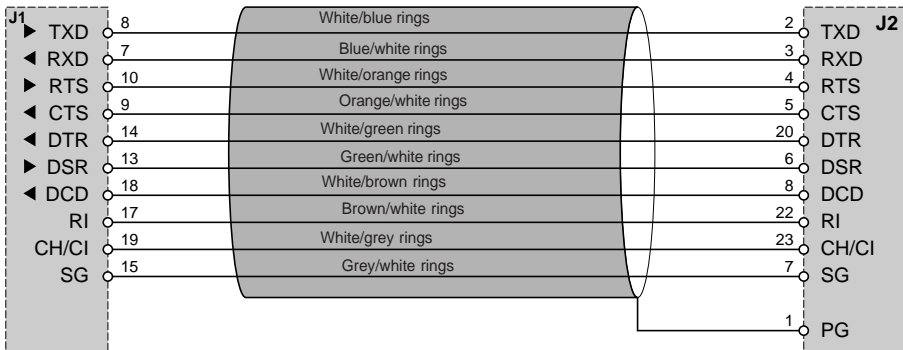 J1 J2
▶ TXD 8 White/blue rings 2 TXD
◀ RXD 7 Blue/white rings 3 RXD
▶ RTS 10 White/orange rings 4 RTS
◀ CTS 9 Orange/white rings 5 CTS
◀ DTR 14 White/green rings 20 DTR
▶ DSR 13 Green/white rings 6 DSR
◀ DCD 18 White/brown rings 8 DCD
RI 17 Brown/white rings 22 RI
CH/CI 19 White/grey rings 23 CH/CI
SG 15 Grey/white rings 7 SG
1 PG